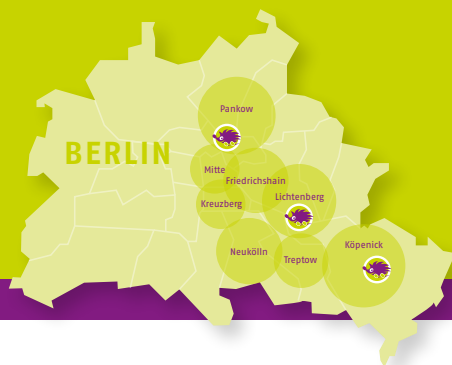 Pankow
BERLIN
Mitte
Friedrichshain
Lichtenberg
Kreuzberg
Köpenick
Neukölln
Treptow